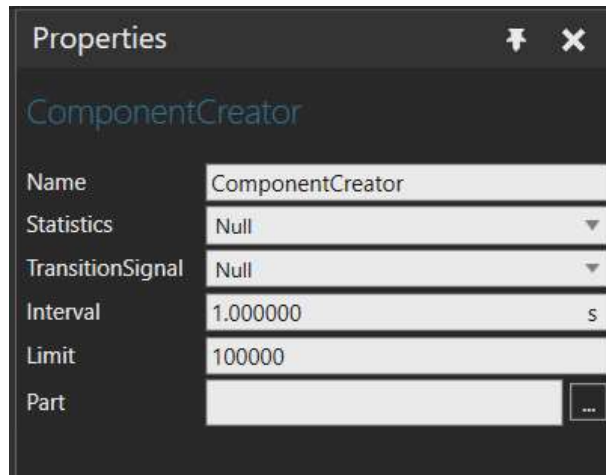 Properties
ComponentCreator
Name ComponentCreator
Statistics Null
TransitionSignal Null
Interval 1.000000 s
Limit 100000
Part ...